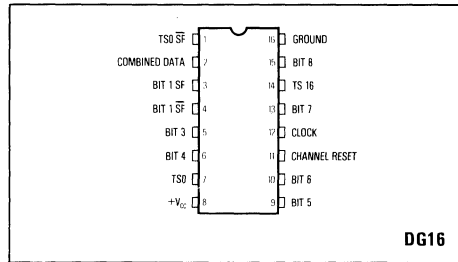 TS0 S̅F̅ 1 16 GROUND
COMBINED DATA 2 15 BIT 8
BIT 1 SF 3 14 TS 16
BIT 1 S̅F̅ 4 13 BIT 7
BIT 3 5 12 CLOCK
BIT 4 6 11 CHANNEL RESET
TS0 7 10 BIT 6
+Vcc 8 9 BIT 5
DG16